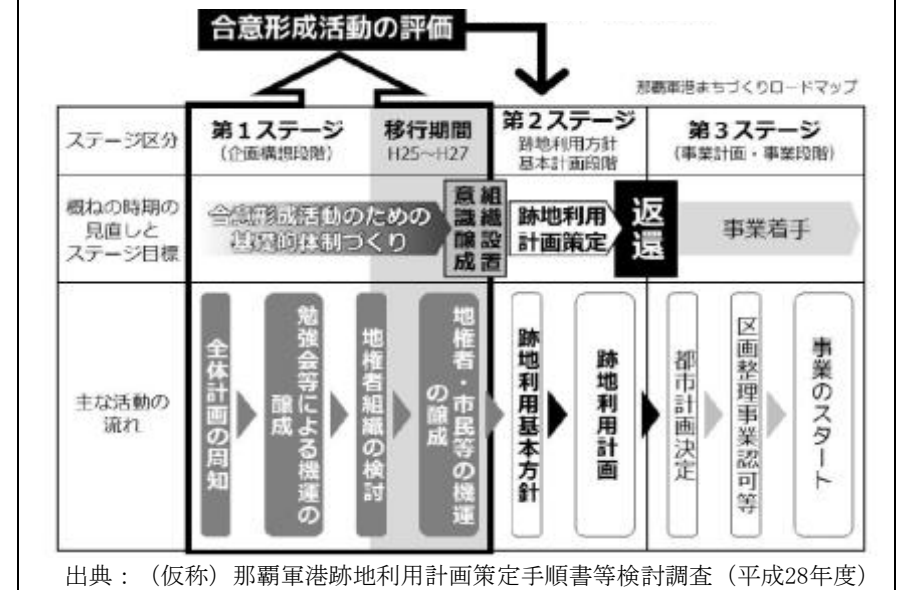 合意形成活動の評価
那覇軍港まちづくりロードマップ
ステージ区分
第1ステージ
(企画構想段階)
移行期間
H25~H27
第2ステージ
跡地利用方針
基本計画段階
第3ステージ
(事業計画・事業段階)
概ねの時期の
見直しと
ステージ目標
合意形成活動のための
基礎的体制づくり
組織設置
意識醸成
跡地利用
計画策定
返還
事業着手
主な活動の
流れ
全体計画の周知
勉強会等による機運の
醸成
地権者組織の検討
地権者・市民等の機運
の醸成
跡地利用基本方針
跡地利用計画
都市計画決定
区画整理事業認可等
事業のスタート
出典:(仮称)那覇軍港跡地利用計画策定手順書等検討調査(平成28年度)